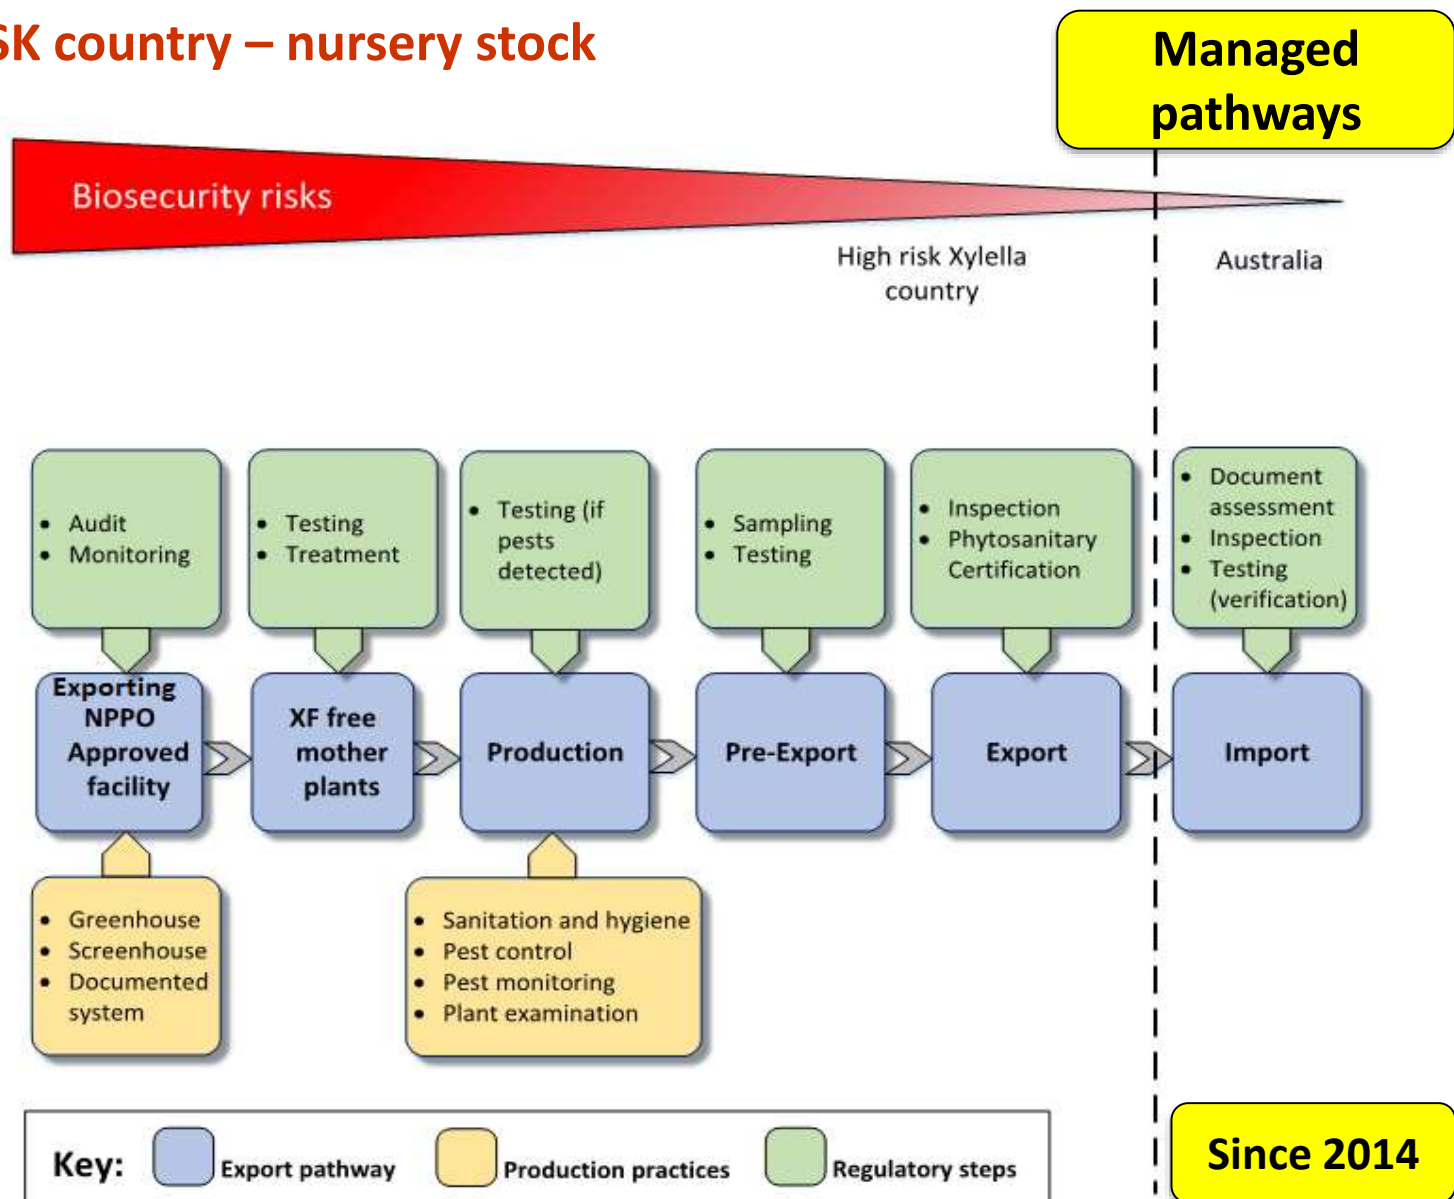 SK country – nursery stock
Managed
pathways
Biosecurity risks
High risk Xylella
country
Australia
• Audit
• Monitoring
• Testing
• Treatment
• Testing (if
pests
detected)
• Sampling
• Testing
• Inspection
• Phytosanitary
Certification
• Document
assessment
• Inspection
• Testing
(verification)
Exporting
NPPO
Approved
facility
XF free
mother
plants
Production
Pre-Export
Export
Import
• Greenhouse
• Screenhouse
• Documented
system
• Sanitation and hygiene
• Pest control
• Pest monitoring
• Plant examination
Key: Export pathway Production practices Regulatory steps
Since 2014